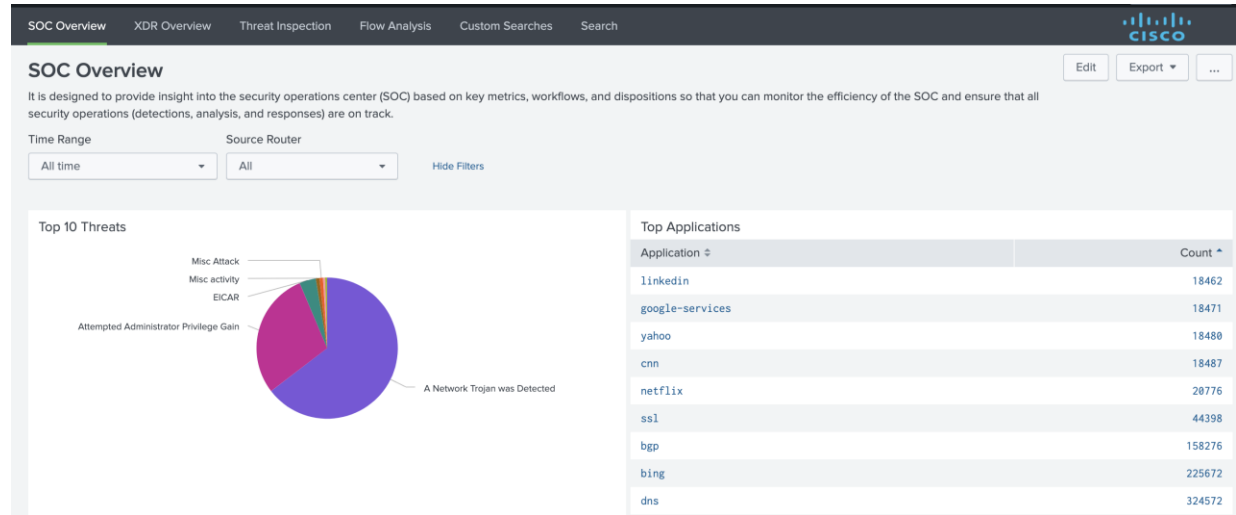 SOC Overview XDR Overview Threat Inspection Flow Analysis Custom Searches Search
CISCO
SOC Overview
Edit Export ...
It is designed to provide insight into the security operations center (SOC) based on key metrics, workflows, and dispositions so that you can monitor the efficiency of the SOC and ensure that all
security operations (detections, analysis, and responses) are on track.
Time Range Source Router
All time All Hide Filters
Top 10 Threats
Misc Attack
Misc activity
EICAR
Attempted Administrator Privilege Gain
A Network Trojan was Detected
Top Applications
Application Count
linkedin 18462
google-services 18471
yahoo 18480
cnn 18487
netflix 20776
ssl 44398
bgp 158276
bing 225672
dns 324572